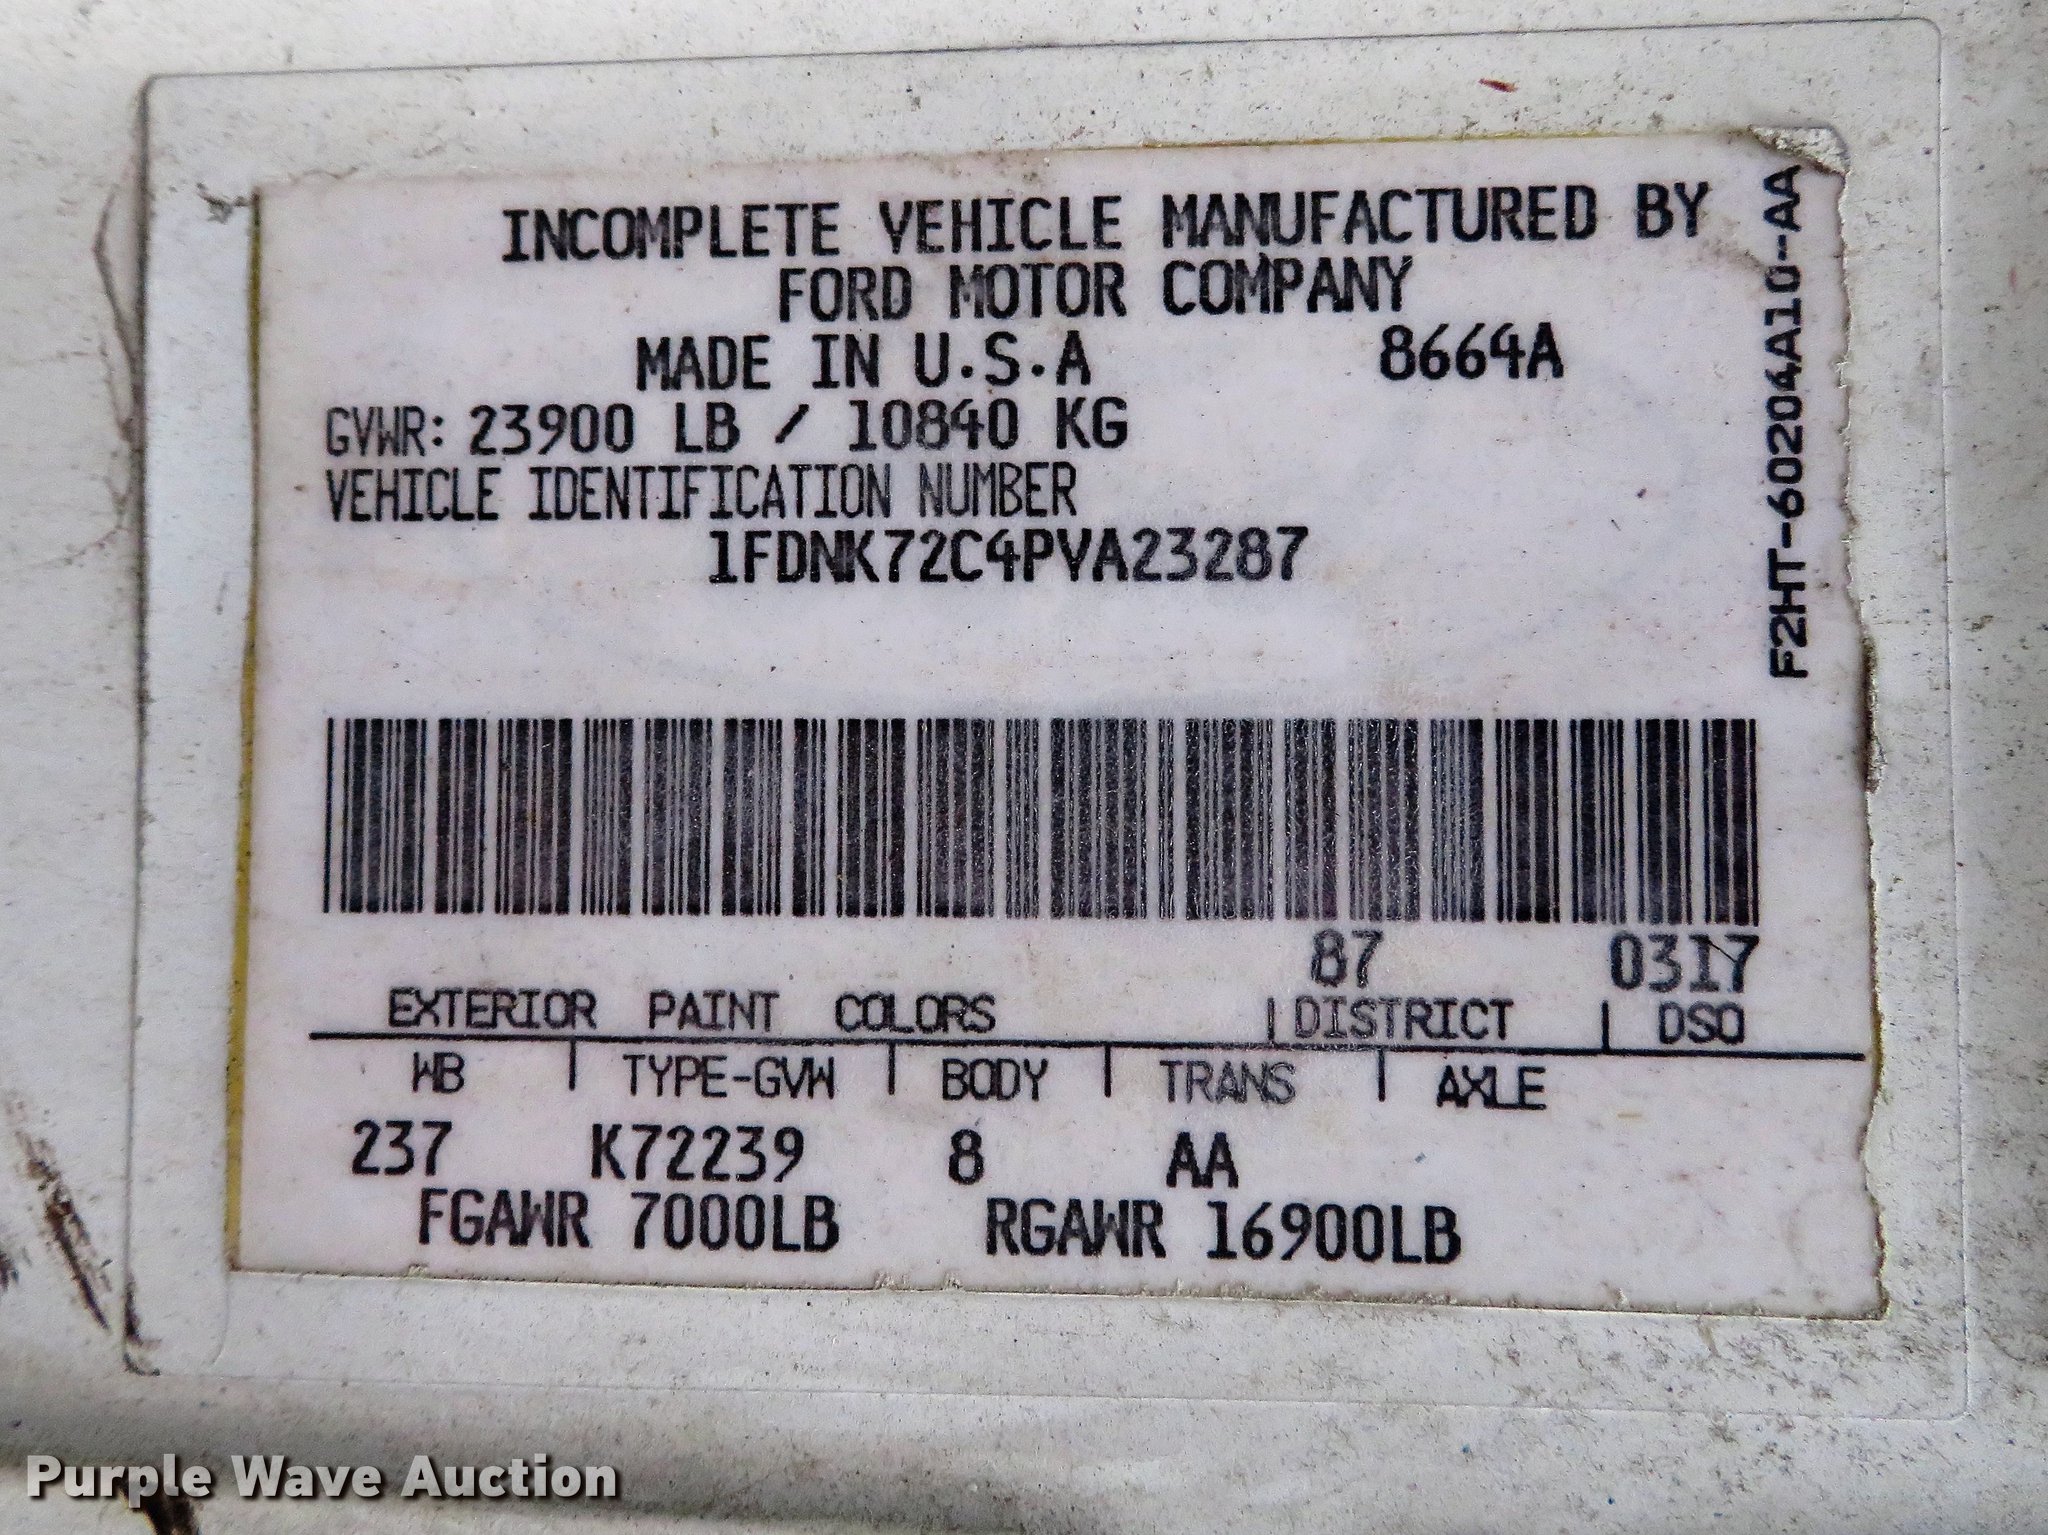 INCOMPLETE VEHICLE MANUFACTURED BY
FORD MOTOR COMPANY
MADE IN U.S.A 8664A
GVWR: 23900 LB / 10840 KG
VEHICLE IDENTIFICATION NUMBER
1FDNK72C4PVA23287
F2HT-60204A10-AA
87 0317
EXTERIOR PAINT COLORS |DISTRICT | DSO
WB | TYPE-GVW | BODY | TRANS | AXLE
237 K72239 8 AA
FGAWR 7000LB RGAWR 16900LB
Purple Wave Auction